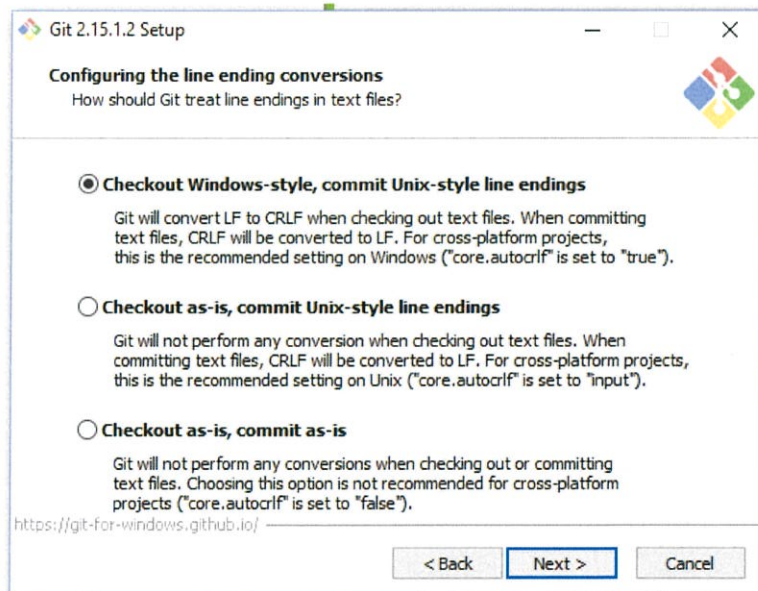 Git 2.15.1.2 Setup
Configuring the line ending conversions
How should Git treat line endings in text files?
Checkout Windows-style, commit Unix-style line endings
Git will convert LF to CRLF when checking out text files. When committing
text files, CRLF will be converted to LF. For cross-platform projects,
this is the recommended setting on Windows ("core.autocrlf" is set to "true").
Checkout as-is, commit Unix-style line endings
Git will not perform any conversion when checking out text files. When
committing text files, CRLF will be converted to LF. For cross-platform projects,
this is the recommended setting on Unix ("core.autocrlf" is set to "input").
Checkout as-is, commit as-is
Git will not perform any conversions when checking out or committing
text files. Choosing this option is not recommended for cross-platform
projects ("core.autocrlf" is set to "false").
https://git-for-windows.github.io/
< Back Next > Cancel